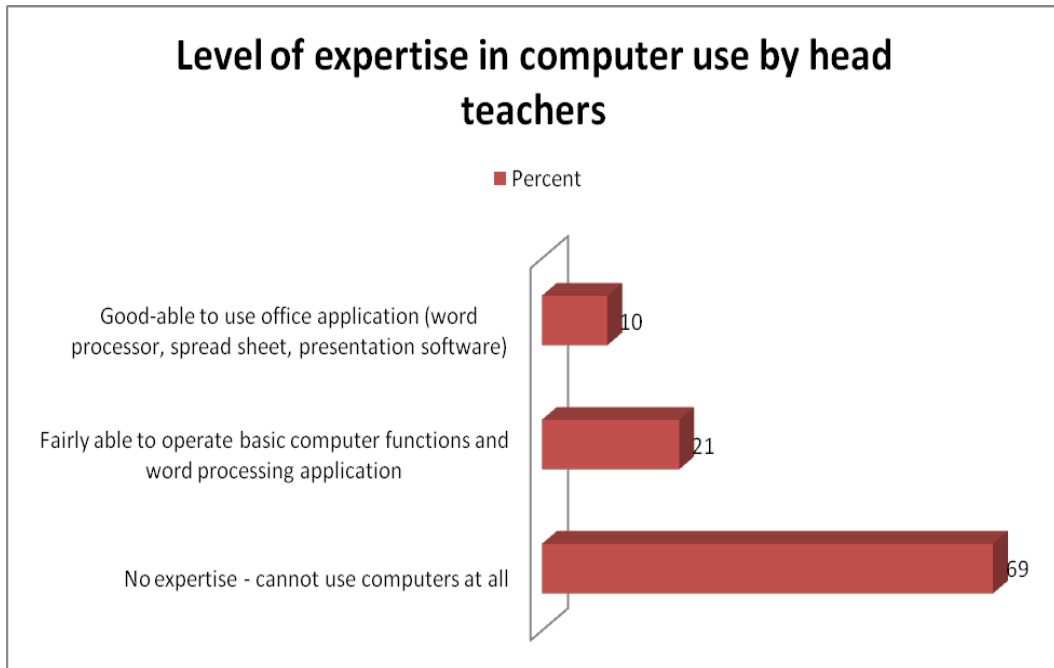 Level of expertise in computer use by head
teachers
Percent
Good-able to use office application (word
processor, spread sheet, presentation software)
10
Fairly able to operate basic computer functions and
word processing application
21
No expertise - cannot use computers at all
69